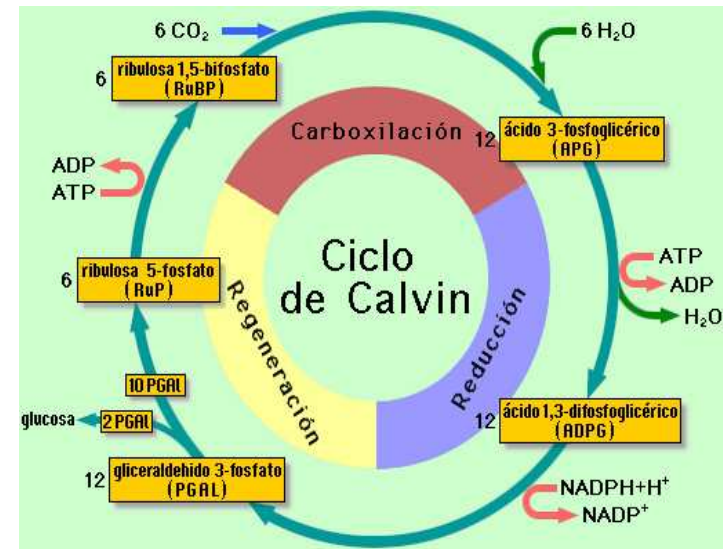 6 CO₂
6 H₂O
6 ribulosa 1,5-bifosfato
(RuBP)
Carboxilación
12 ácido 3-fosfoglicérico
(APG)
ADP
ATP
ATP
ADP
H₂O
Ciclo
de Calvin
6 ribulosa 5-fosfato
(RuP)
Regeneración
Reducción
10 PGAl
glucosa
2 PGAl
12 ácido 1,3-difosfoglicérico
(ADPG)
12 gliceraldehido 3-fosfato
(PGAL)
NADPH+H⁺
NADP⁺